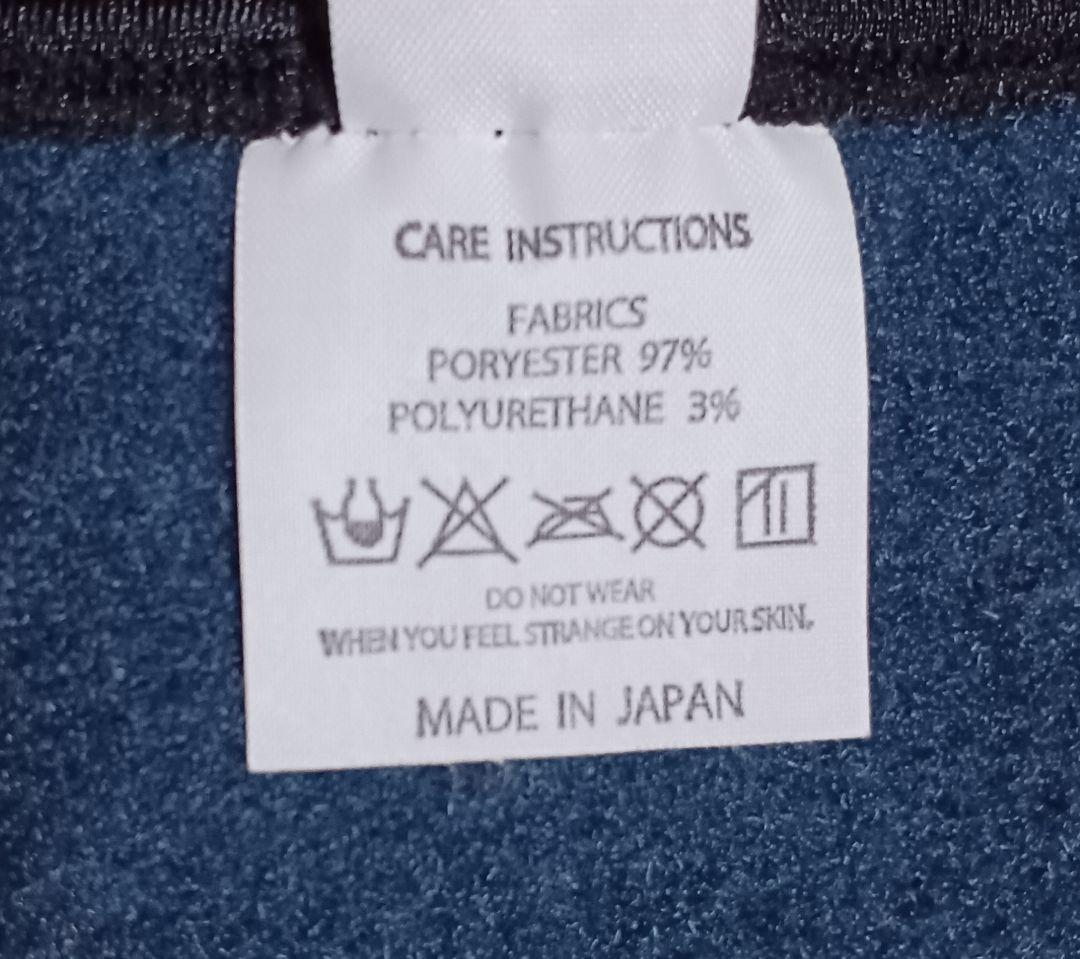 CARE INSTRUCTIONS
FABRICS
PORYESTER 97%
POLYURETHANE 3%
DO NOT WEAR
WHEN YOU FEEL STRANGE ON YOUR SKIN.
MADE IN JAPAN